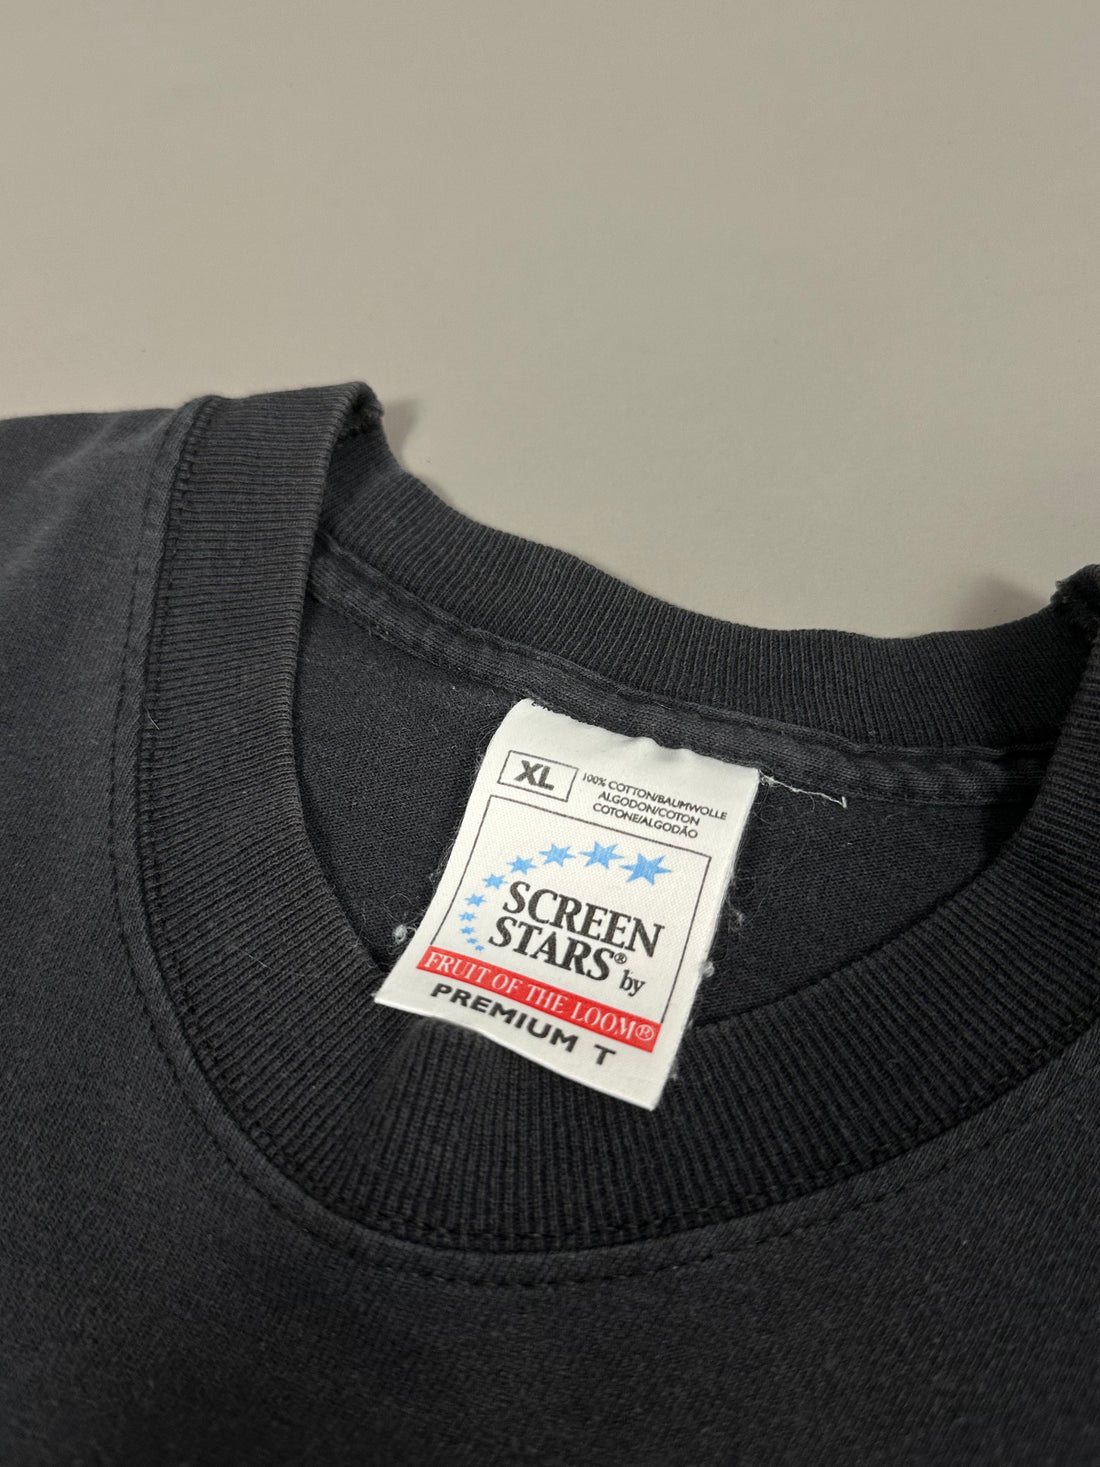 XL
100% COTTON/BAUMWOLLE
ALGODON/COTON
COTONE/ALGODÃO
SCREEN
STARS® by
FRUIT OF THE LOOM®
PREMIUM T